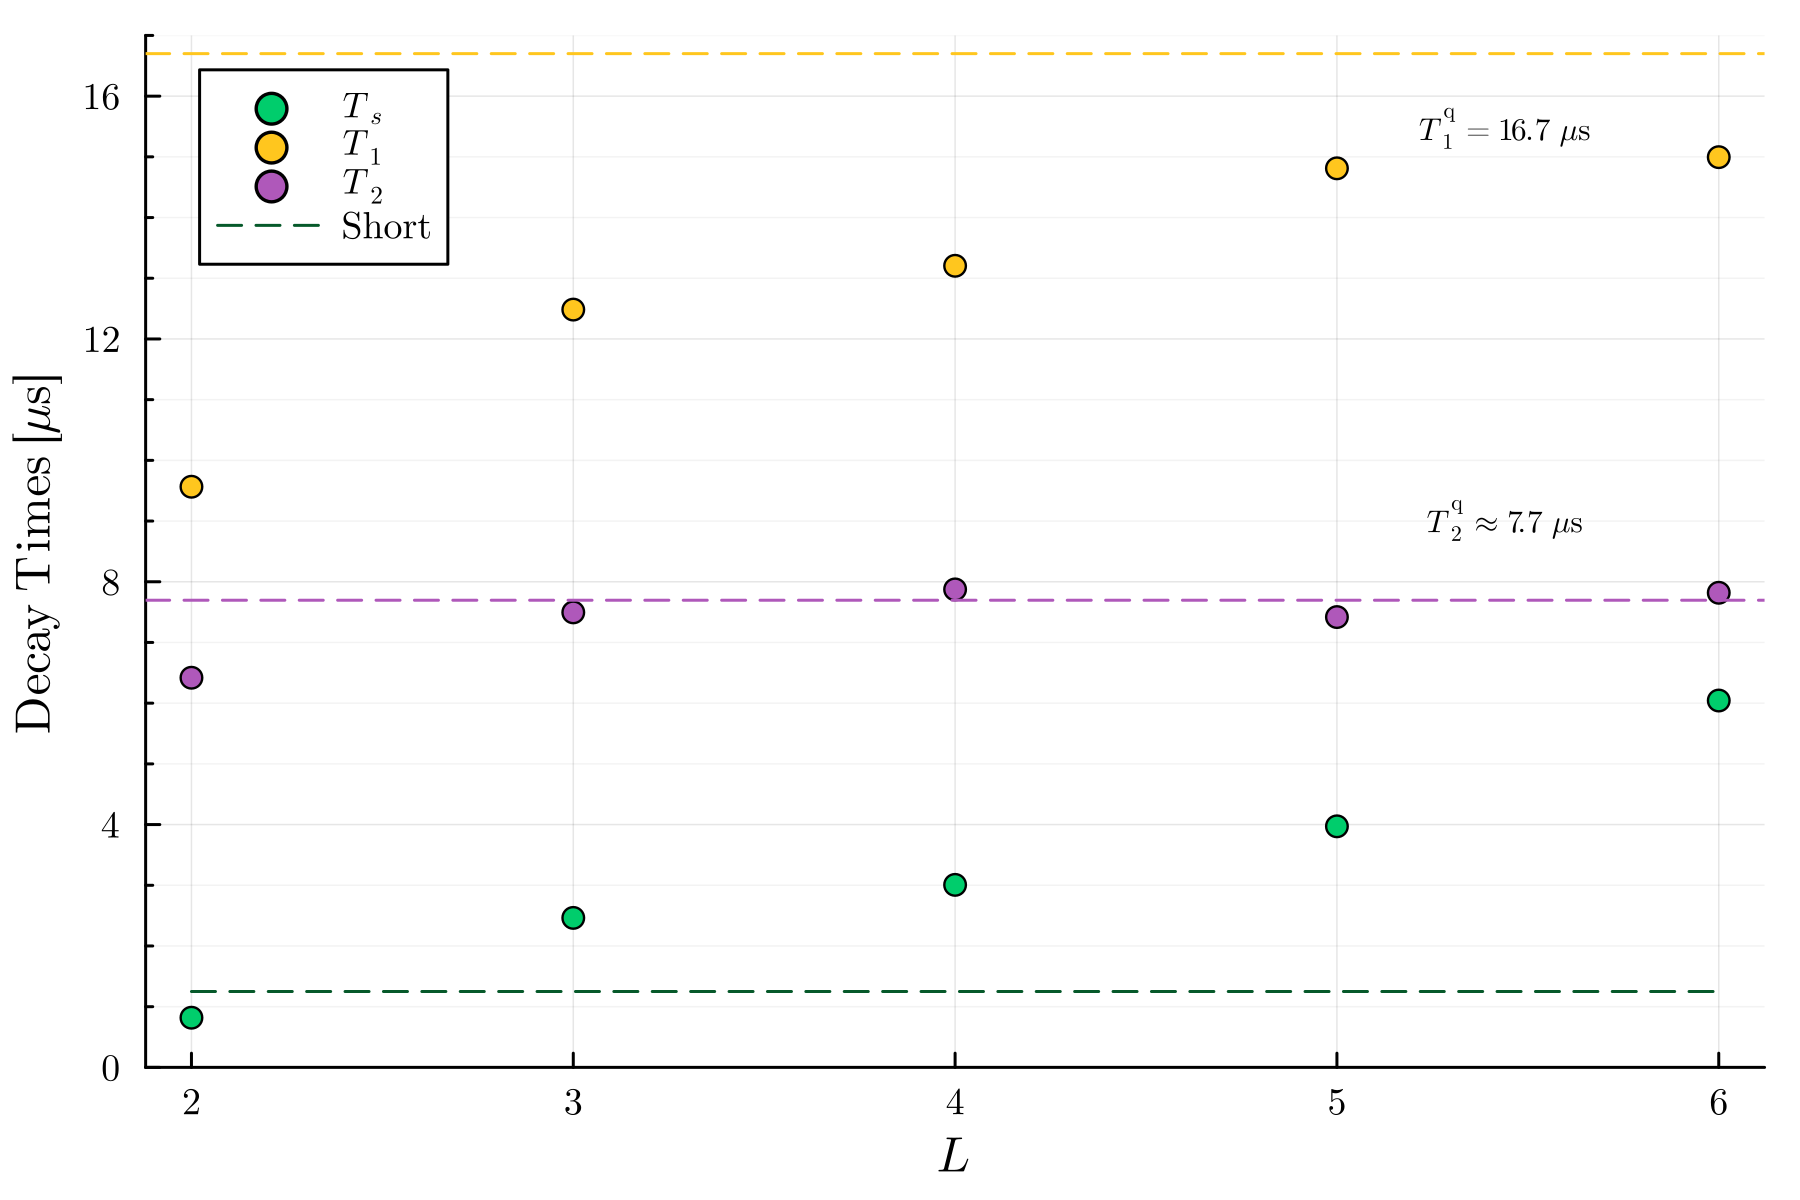 16
12
8
4
0
Decay Times [μs]
T_s
T_1
T_2
Short
T_1^q = 16.7 μs
T_2^q ≈ 7.7 μs
2 3 4 5 6
L